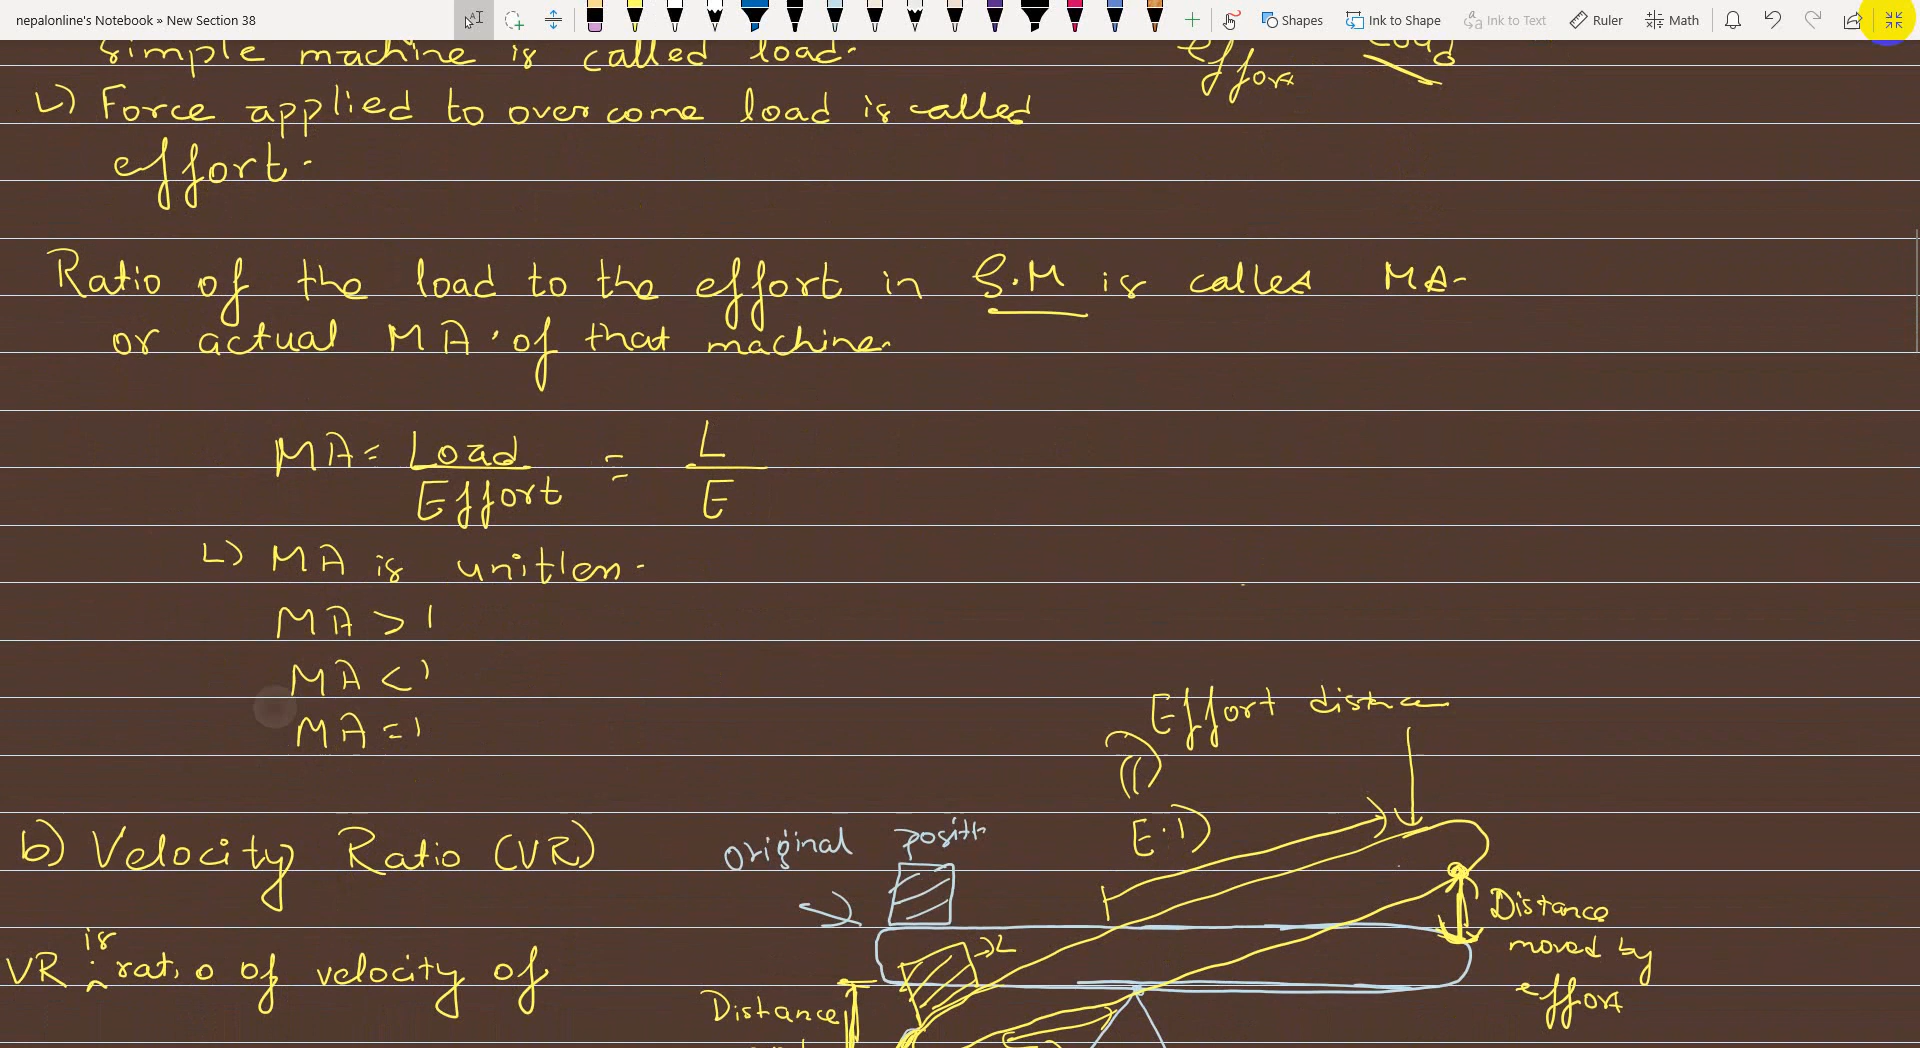 nepalonline's Notebook » New Section 38
Shapes
Ink to Shape
Ink to Text
Ruler
Math
simple machine is called load.
effort
Load
L) Force applied to overcome load is called
effort.
Ratio of the load to the effort in S.M is called MA.
or actual MA. of that machine.
MA = Load / Effort = L / E
L) MA is unitless.
MA > 1
MA < 1
MA = 1
Effort distance
E.D
b) Velocity Ratio (VR)
original
VR is ratio of velocity of
L
Distance
Distance
moved by
effort